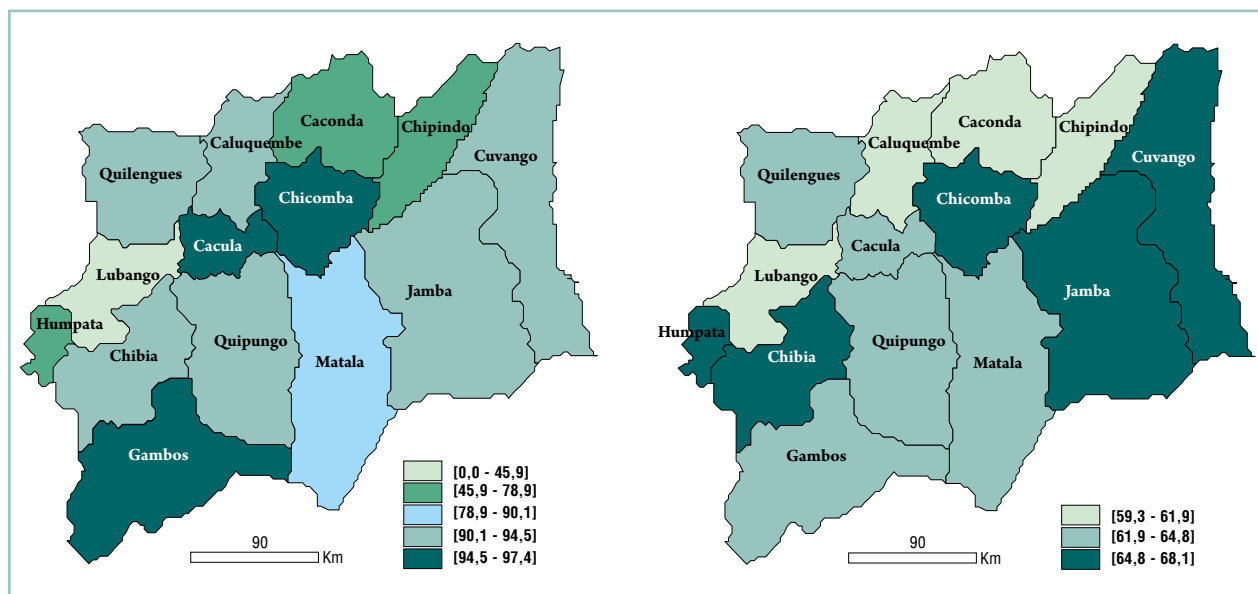 Caconda
Chipindo
Caluquembe
Cuvango
Quilengues
Chicomba
Cacula
Lubango
Jamba
Humpata
Quipungo
Chibia
Matala
Gambos
[0,0 - 45,9]
[45,9 - 78,9]
[78,9 - 90,1]
[90,1 - 94,5]
[94,5 - 97,4]
90
Km
Caconda
Chipindo
Caluquembe
Cuvango
Quilengues
Chicomba
Cacula
Lubango
Jamba
Humpata
Quipungo
Chibia
Matala
Gambos
[59,3 - 61,9]
[61,9 - 64,8]
[64,8 - 68,1]
90
Km